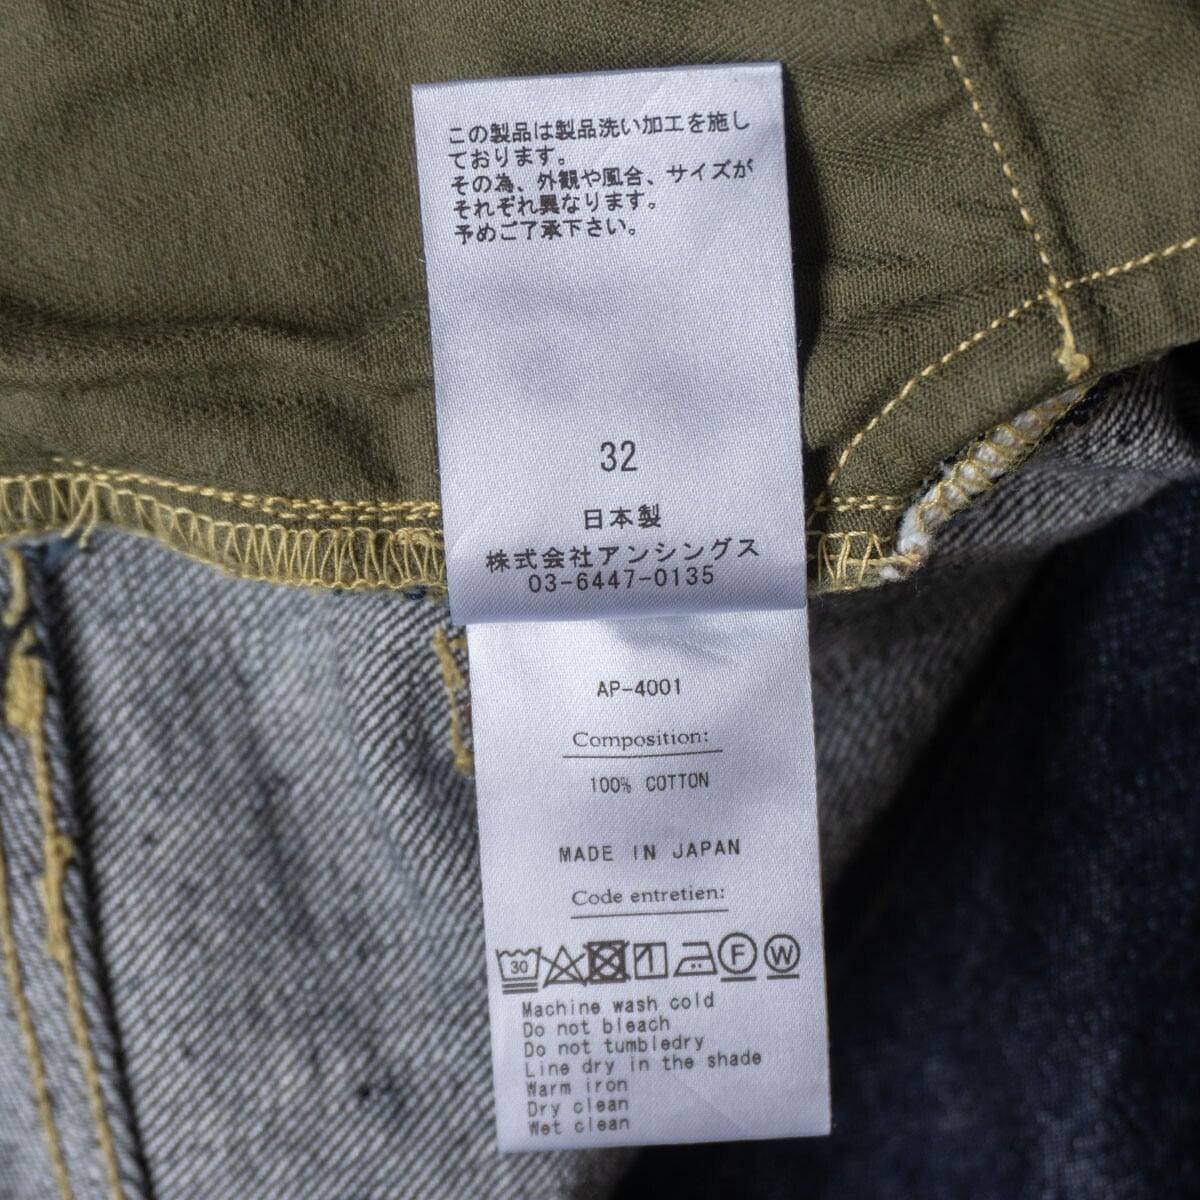 この製品は製品洗い加工を施し
ております。
その為、外観や風合、サイズが
それぞれ異なります。
予めご了承下さい。
32
日本製
株式会社アンシングス
03-6447-0135
AP-4001
Composition:
100% COTTON
MADE IN JAPAN
Code entretien:
30 F W
Machine wash cold
Do not bleach
Do not tumbledry
Line dry in the shade
Warm iron
Dry clean
Wet clean